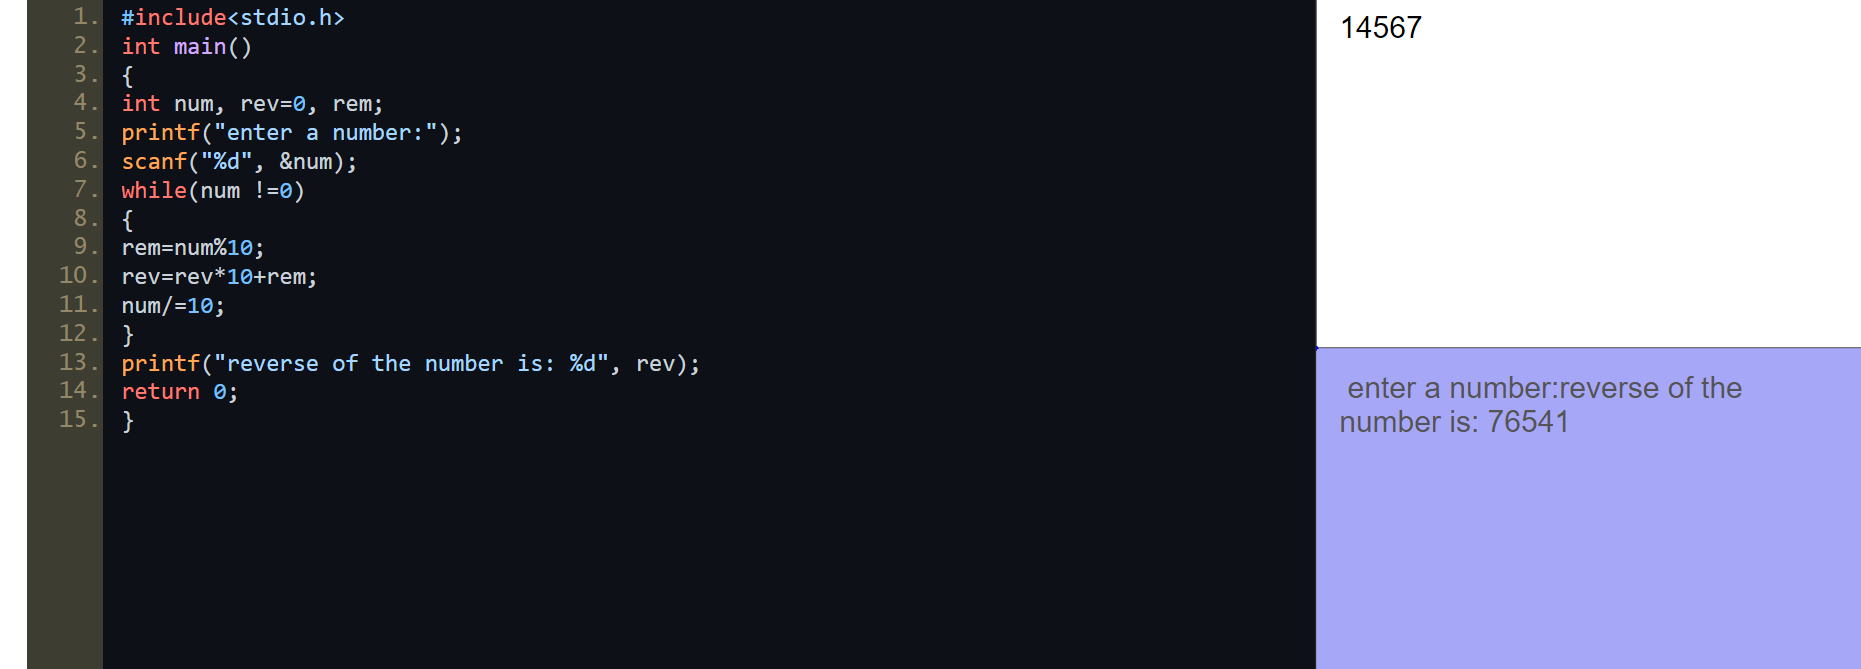 1. #include<stdio.h>
2. int main()
3. {
4. int num, rev=0, rem;
5. printf("enter a number:");
6. scanf("%d", &num);
7. while(num !=0)
8. {
9. rem=num%10;
10. rev=rev*10+rem;
11. num/=10;
12. }
13. printf("reverse of the number is: %d", rev);
14. return 0;
15. }
14567
enter a number:reverse of the
number is: 76541